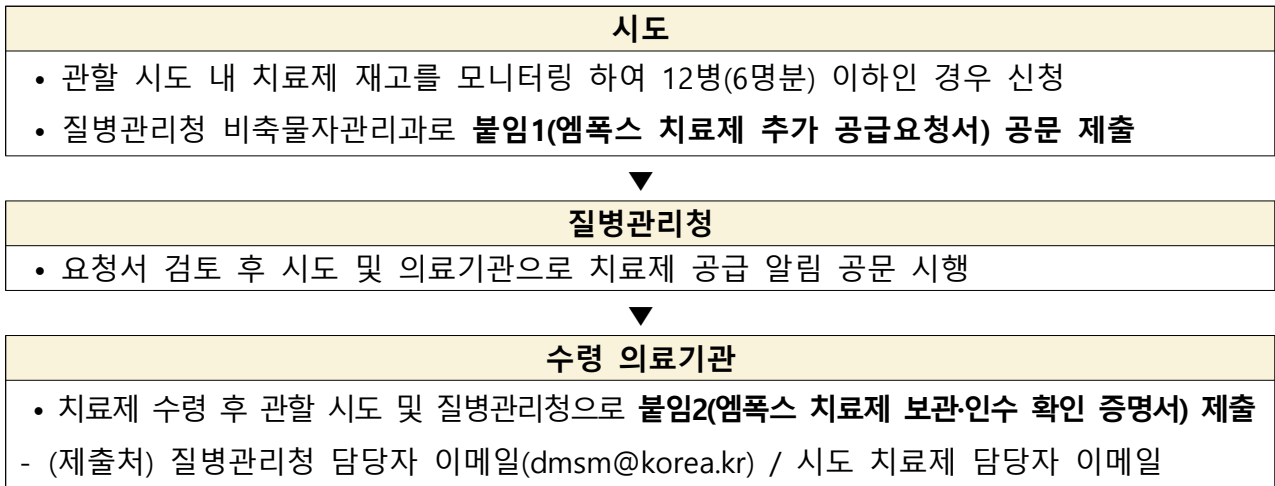 시도
• 관할 시도 내 치료제 재고를 모니터링 하여 12병(6명분) 이하인 경우 신청
• 질병관리청 비축물자관리과로 붙임1(엠폭스 치료제 추가 공급요청서) 공문 제출
▼
질병관리청
• 요청서 검토 후 시도 및 의료기관으로 치료제 공급 알림 공문 시행
▼
수령 의료기관
• 치료제 수령 후 관할 시도 및 질병관리청으로 붙임2(엠폭스 치료제 보관·인수 확인 증명서) 제출
- (제출처) 질병관리청 담당자 이메일(dmsm@korea.kr) / 시도 치료제 담당자 이메일